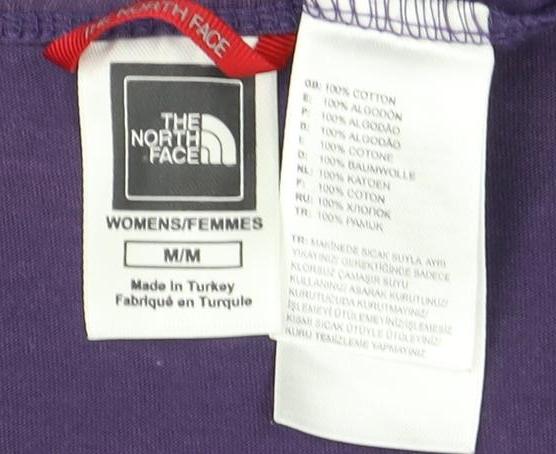 THE NORTH FACE
THE
NORTH
FACE
WOMENS/FEMMES
M/M
Made in Turkey
Fabriqué en Turquie
GB: 100% COTTON
E: 100% ALGODÓN
P: 100% ALGODÃO
B: 100% ALGODÃO
I: 100% COTONE
D: 100% BAUMWOLLE
NL: 100% KATOEN
F: 100% COTON
RU: 100% ХЛОПОК
TR: 100% PAMUK
TR: MAKİNEDE SICAK SUYLA AYRI
YIKAYINIZ/ GEREKTİĞİNDE SADECE
KLORSUZ ÇAMAŞIR SUYU
KULLANINIZ/ ASARAK KURUTUNUZ/
KURUTUCUDA KURUTMAYINIZ/
İŞLEMEYİ ÜTÜLEMEYİNİZ/İŞLEMESİZ
KISMI SICAK ÜTÜYLE ÜTÜLEYİNİZ/
KURU TEMİZLEME YAPMAYINIZ